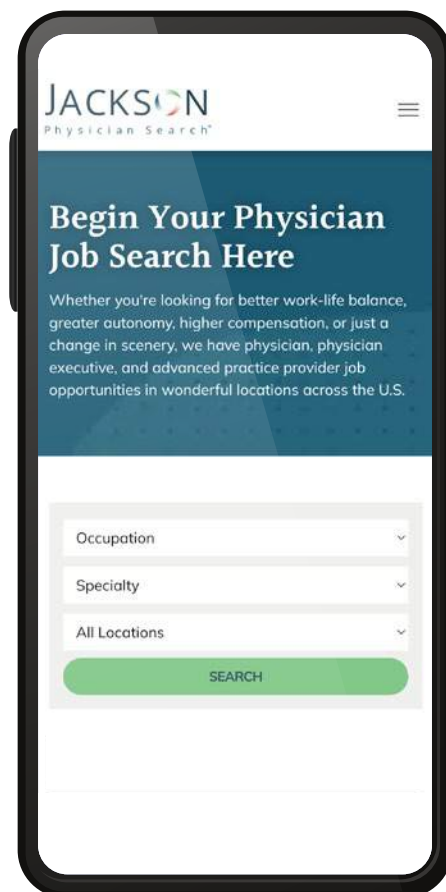 JACKSON
Physician Search®
Begin Your Physician
Job Search Here
Whether you're looking for better work-life balance,
greater autonomy, higher compensation, or just a
change in scenery, we have physician, physician
executive, and advanced practice provider job
opportunities in wonderful locations across the U.S.
Occupation
Specialty
All Locations
SEARCH